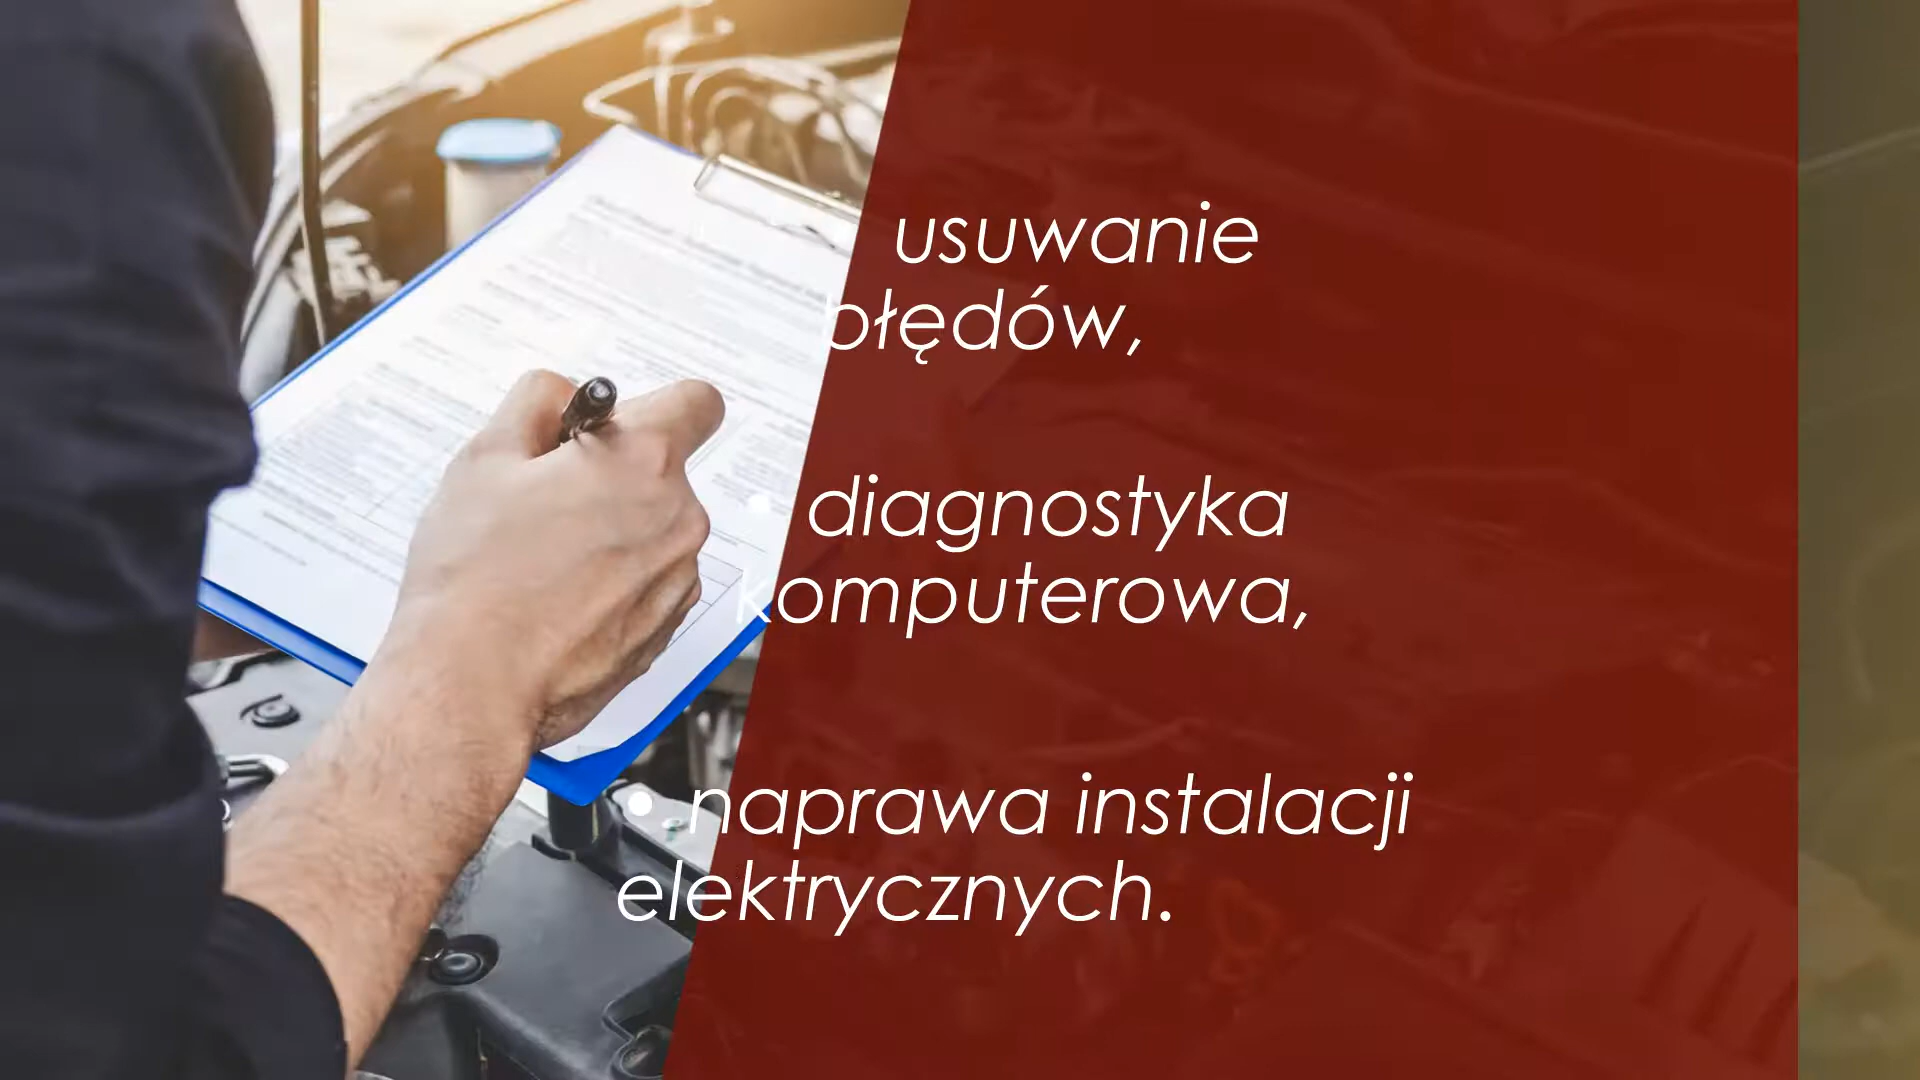 usuwanie
błędów,
• diagnostyka
komputerowa,
• naprawa instalacji
elektrycznych.